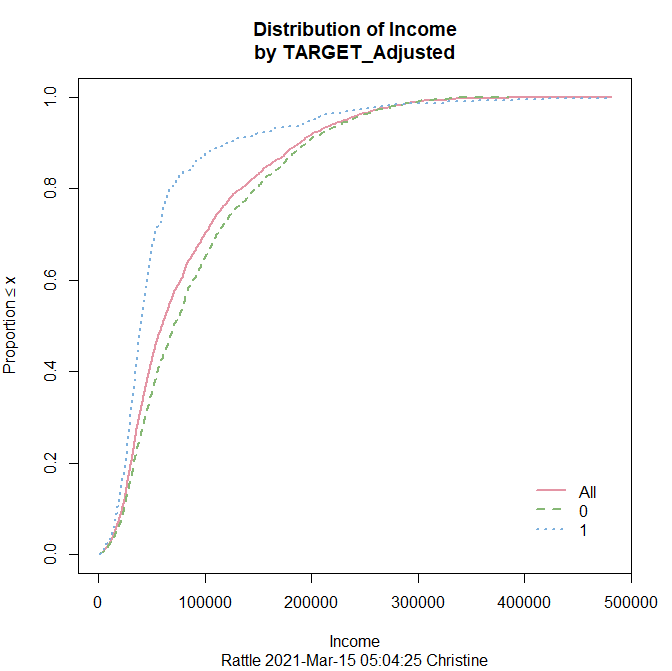 Distribution of Income
by TARGET_Adjusted
Proportion ≤ x
1.0
0.8
0.6
0.4
0.2
0.0
All
0
1
0 100000 200000 300000 400000 500000
Income
Rattle 2021-Mar-15 05:04:25 Christine